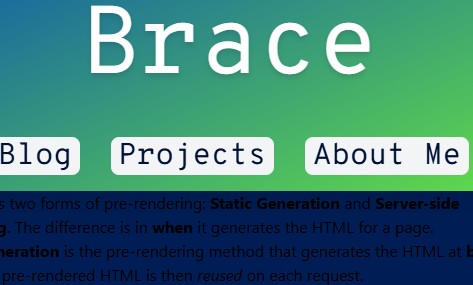 Brace
Blog Projects About Me
two forms of pre-rendering: Static Generation and Server-side
The difference is in when it generates the HTML for a page.
is the pre-rendering method that generates the HTML at
pre-rendered HTML is then reused on each request.